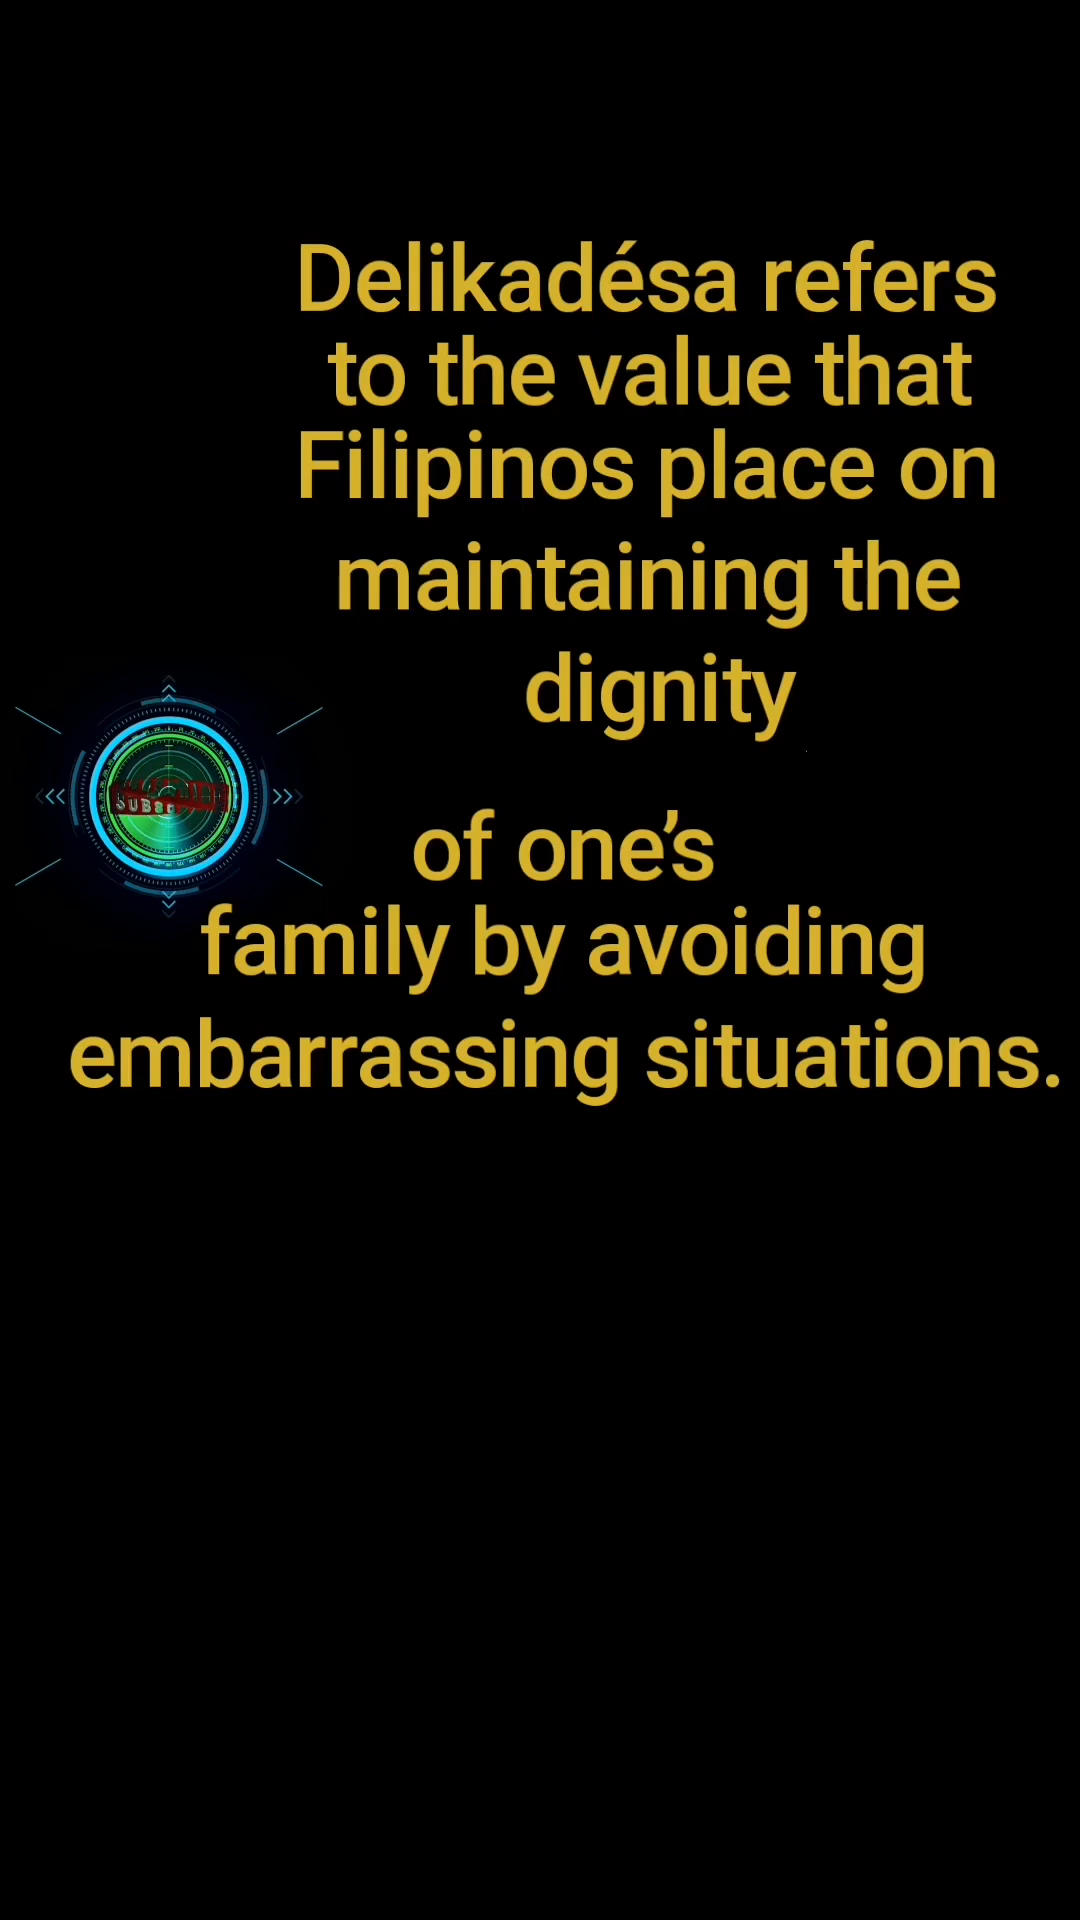 Delikadésa refers
to the value that
Filipinos place on
maintaining the
dignity
of one’s
family by avoiding
embarrassing situations.